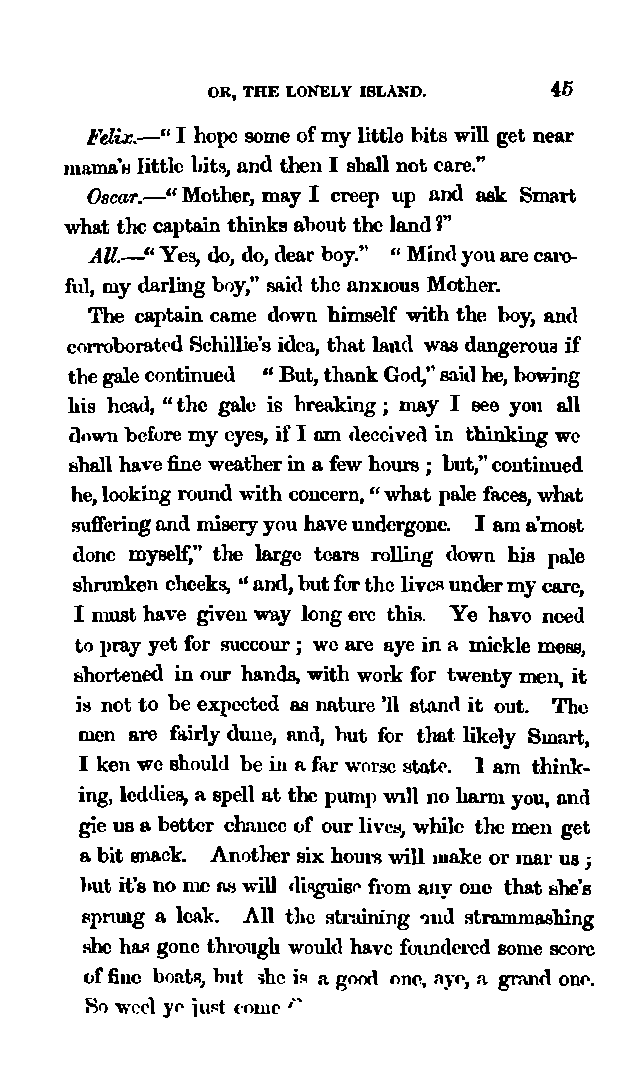 OR, THE LONELY ISLAND. 45
Felix.—“ I hope some of my little bits will get near
mama's little bits, and then I shall not care.”
Oscar.—“ Mother, may I creep up and ask Smart
what the captain thinks about the land ?”
All.—“ Yes, do, do, dear boy.” “ Mind you are care-
ful, my darling boy,” said the anxious Mother.
The captain came down himself with the boy, and
corroborated Schillie's idea, that land was dangerous if
the gale continued “ But, thank God,” said he, bowing
his head, “ the gale is breaking ; may I see you all
down before my eyes, if I am deceived in thinking we
shall have fine weather in a few hours ; but,” continued
he, looking round with concern, “ what pale faces, what
suffering and misery you have undergone. I am a'most
done myself,” the large tears rolling down his pale
shrunken cheeks, “ and, but for the lives under my care,
I must have given way long ere this. Ye have need
to pray yet for succour ; we are aye in a mickle mess,
shortened in our hands, with work for twenty men, it
is not to be expected as nature 'll stand it out. The
men are fairly dune, and, but for that likely Smart,
I ken we should be in a far worse state. I am think-
ing, leddies, a spell at the pump will no harm you, and
gie us a better chance of our lives, while the men get
a bit snack. Another six hours will make or mar us ;
but it's no me as will disguise from any one that she's
sprung a leak. All the straining and strammashing
she has gone through would have foundered some score
of fine boats, but she is a good one, aye, a grand one.
So weel ye just come